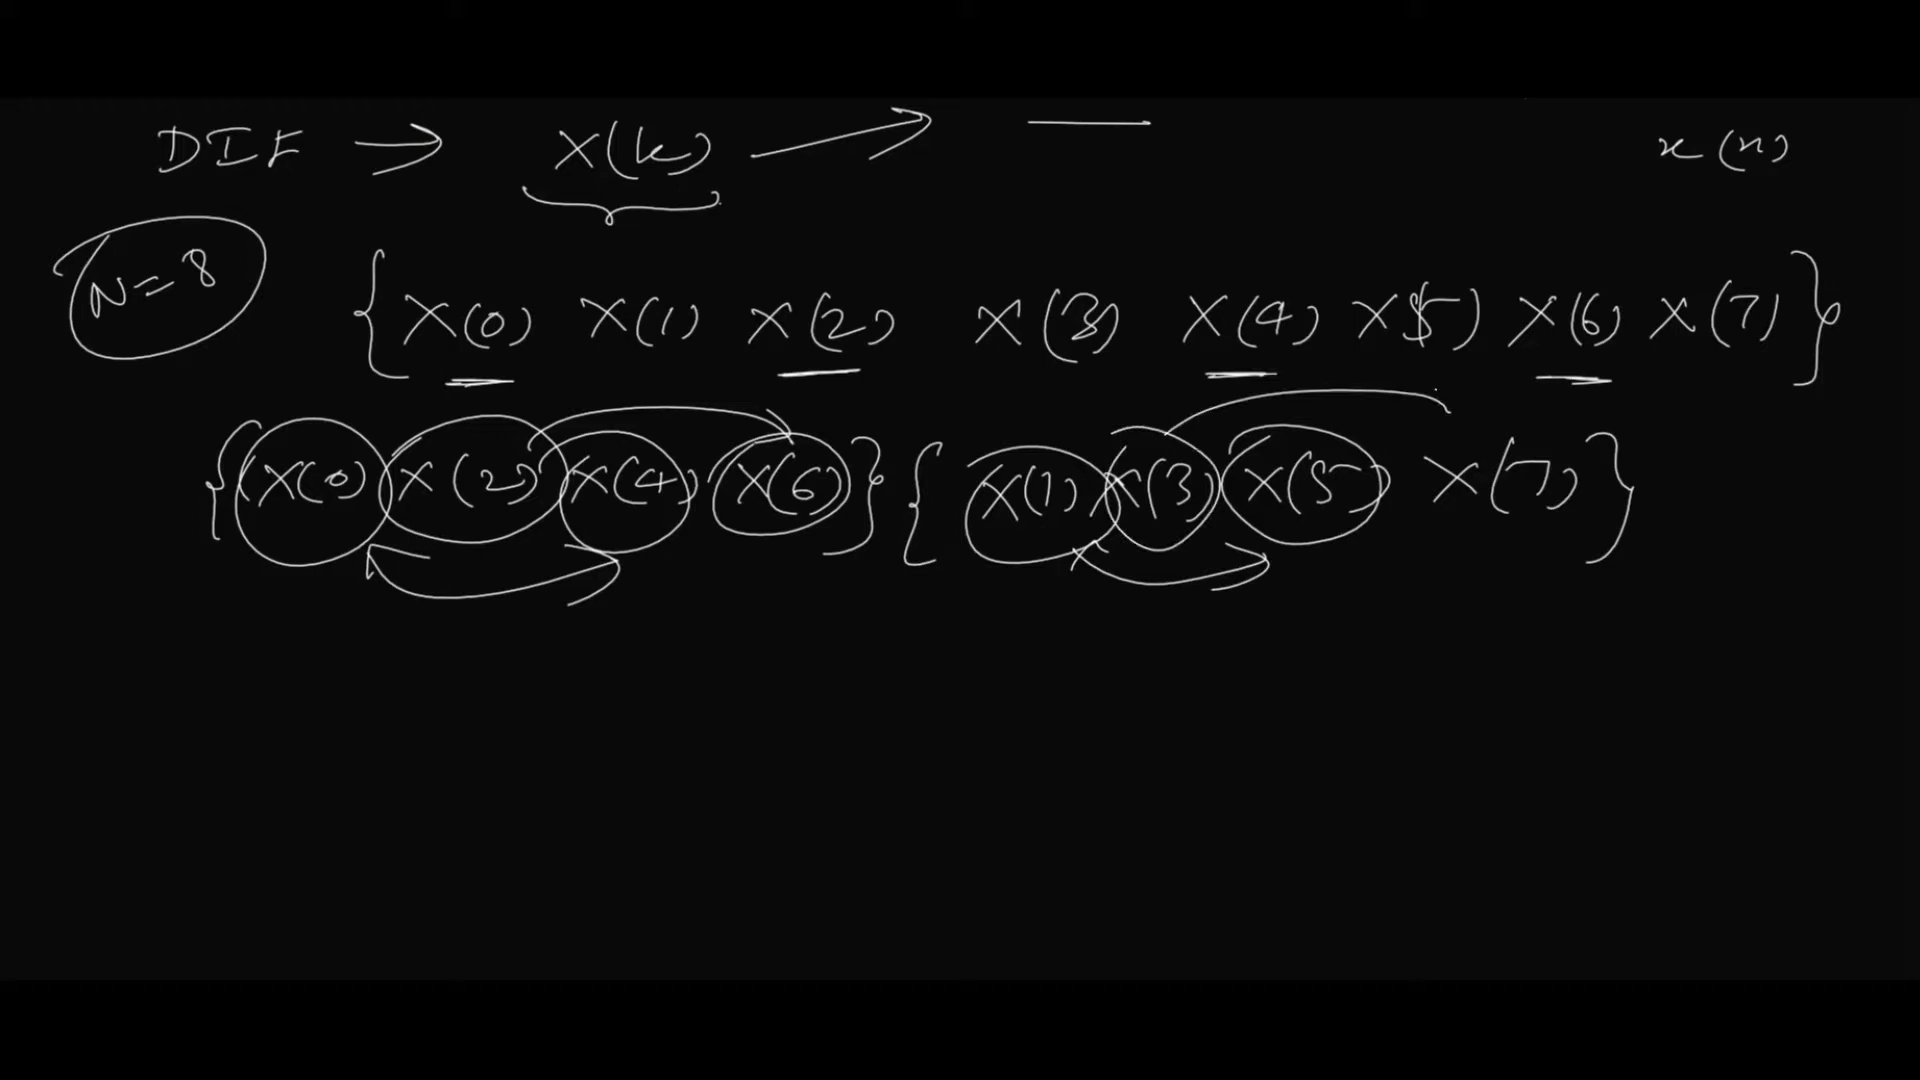 DIF → X(k) → — x(n)
N=8 {X(0) X(1) X(2) X(3) X(4) X(5) X(6) X(7)}
{X(0) X(2) X(4) X(6)} {X(1) X(3) X(5) X(7)}